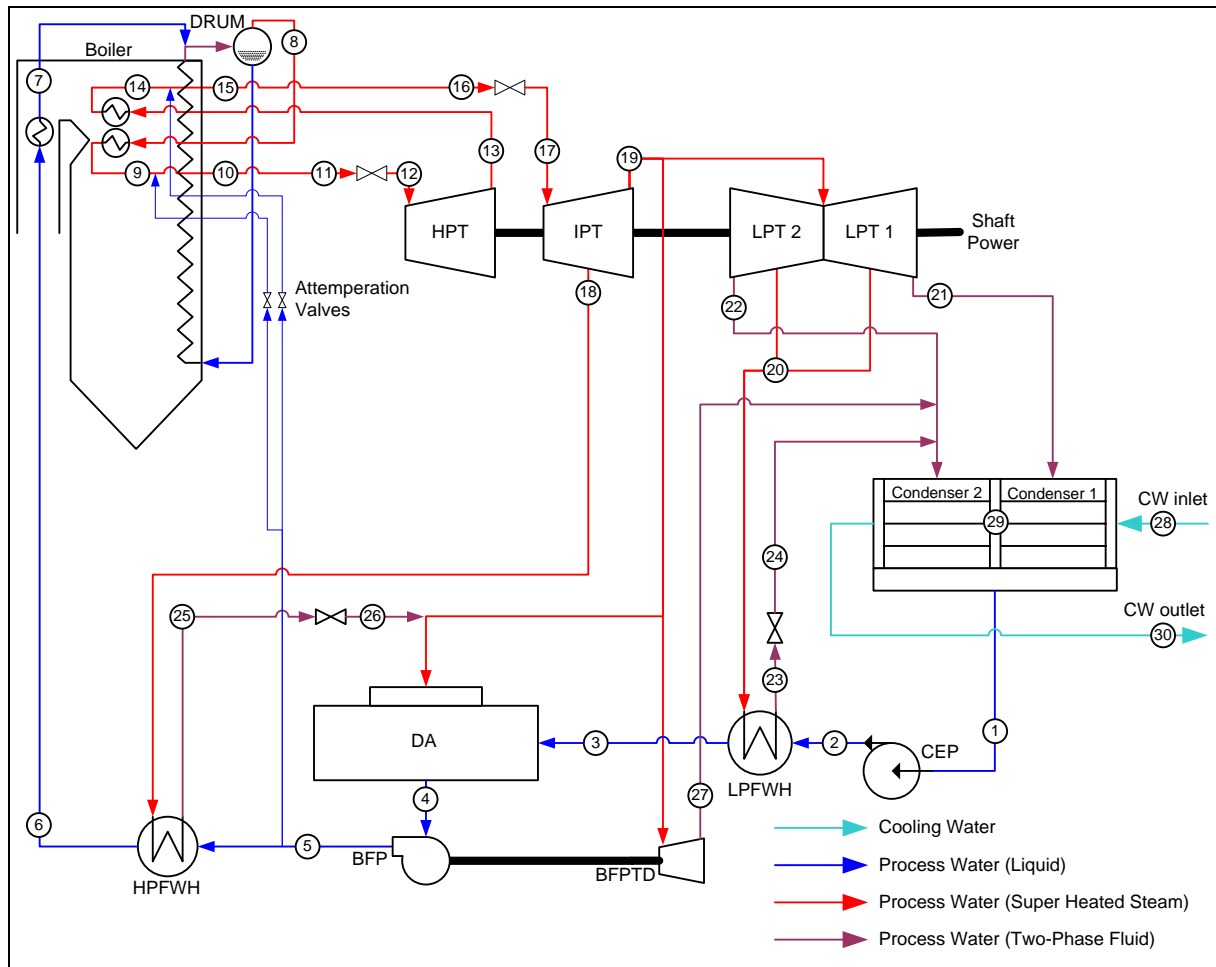 DRUM
8
Boiler
7
14
15
16
9
10
11
12
13
17
19
HPT
IPT
LPT 2
LPT 1
Shaft
Power
18
Attemperation
Valves
22
21
20
Condenser 2
Condenser 1
CW inlet
29
28
24
25
26
CW outlet
30
23
DA
3
2
CEP
1
4
LPFWH
27
6
5
BFP
BFPTD
HPFWH
Cooling Water
Process Water (Liquid)
Process Water (Super Heated Steam)
Process Water (Two-Phase Fluid)